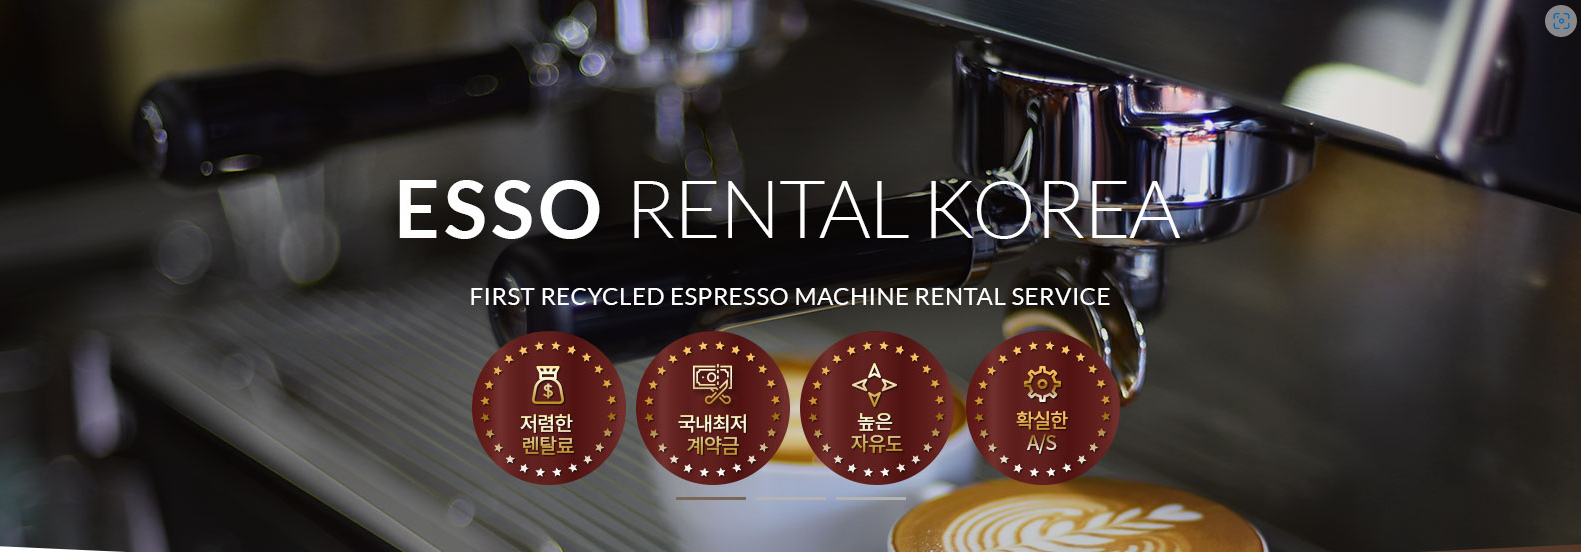 ESSO RENTAL KOREA
FIRST RECYCLED ESPRESSO MACHINE RENTAL SERVICE
저렴한
렌탈료
국내최저
계약금
높은
자유도
확실한
A/S